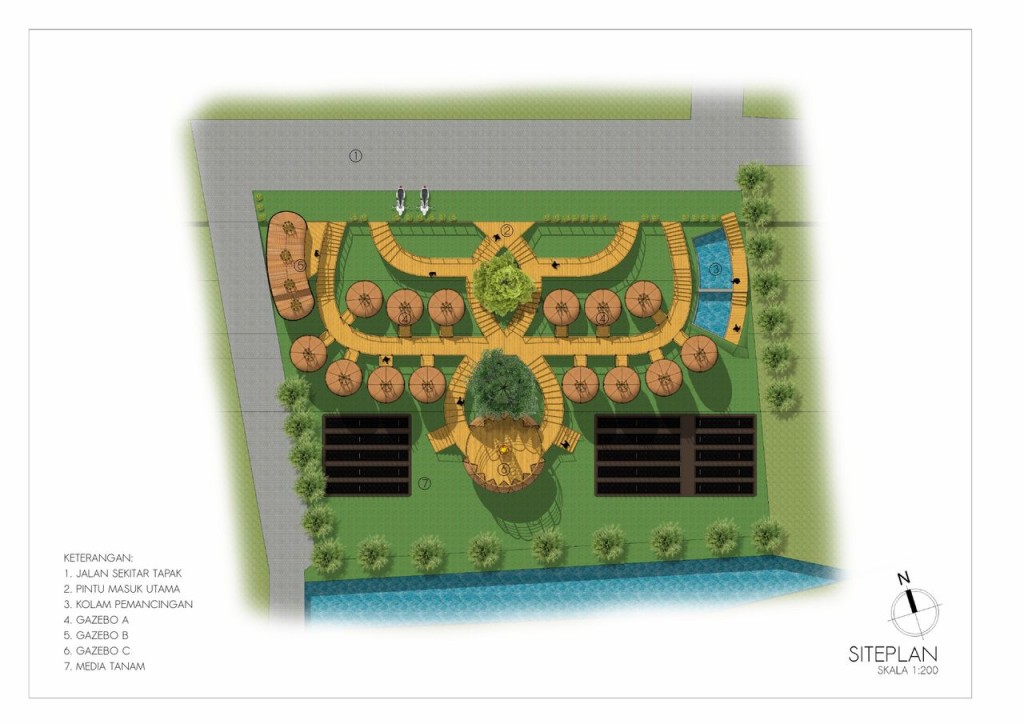 1
2
3
5
4
4
6
7
KETERANGAN:
1. JALAN SEKITAR TAPAK
2. PINTU MASUK UTAMA
3. KOLAM PEMANCINGAN
4. GAZEBO A
5. GAZEBO B
6. GAZEBO C
7. MEDIA TANAM
N
SITEPLAN
SKALA 1:200